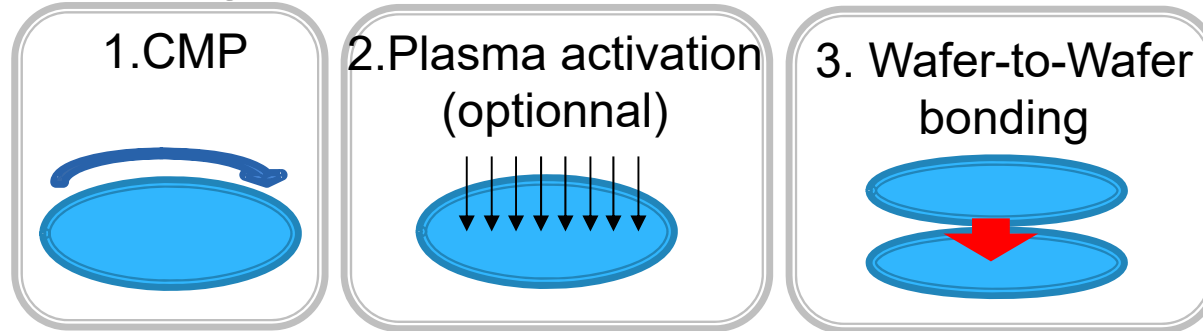 1.CMP
2.Plasma activation
(optionnal)
3. Wafer-to-Wafer
bonding